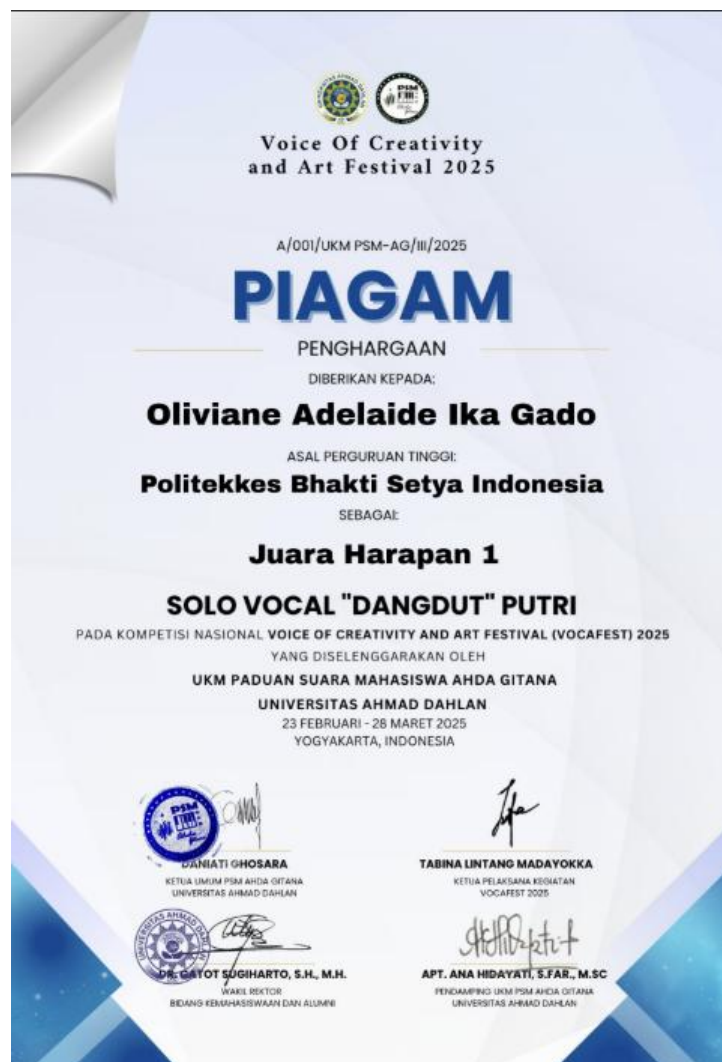 Voice Of Creativity
and Art Festival 2025
A/001/UKM PSM-AG/III/2025
PIAGAM
PENGHARGAAN
DIBERIKAN KEPADA:
Oliviane Adelaide Ika Gado
ASAL PERGURUAN TINGGI:
Politekkes Bhakti Setya Indonesia
SEBAGAI:
Juara Harapan 1
SOLO VOCAL "DANGDUT" PUTRI
PADA KOMPETISI NASIONAL VOICE OF CREATIVITY AND ART FESTIVAL (VOCAFEST) 2025
YANG DISELENGGARAKAN OLEH
UKM PADUAN SUARA MAHASISWA AHDA GITANA
UNIVERSITAS AHMAD DAHLAN
23 FEBRUARI - 28 MARET 2025
YOGYAKARTA, INDONESIA
PSM
DANIATI GHOSARA
KETUA UMUM PSM AHDA GITANA
UNIVERSITAS AHMAD DAHLAN
TABINA LINTANG MADAYOKKA
KETUA PELAKSANA KEGIATAN
VOCAFEST 2025
UNIVERSITAS AHMAD DAHLAN
DR. GATOT SUGIHARTO, S.H., M.H.
WAKIL REKTOR
BIDANG KEMAHASISWAAN DAN ALUMNI
APT. ANA HIDAYATI, S.FAR., M.SC
PENDAMPING UKM PSM AHDA GITANA
UNIVERSITAS AHMAD DAHLAN